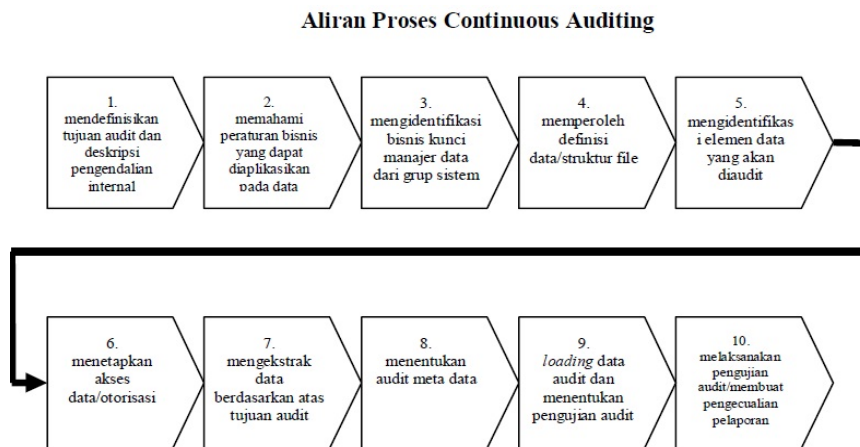 Aliran Proses Continuous Auditing
1.
mendefinisikan
tujuan audit dan
deskripsi
pengendalian
internal
2.
memahami
peraturan bisnis
yang dapat
diaplikasikan
pada data
3.
mengidentifikasi
bisnis kunci
manajer data
dari grup sistem
4.
memperoleh
definisi
data/struktur file
5.
mengidentifikas
i elemen data
yang akan
diaudit
6.
menetapkan
akses
data/otorisasi
7.
mengekstrak
data
berdasarkan atas
tujuan audit
8.
menentukan
audit meta data
9.
loading data
audit dan
menentukan
pengujian audit
10.
melaksanakan
pengujian
audit/membuat
pengecualian
pelaporan